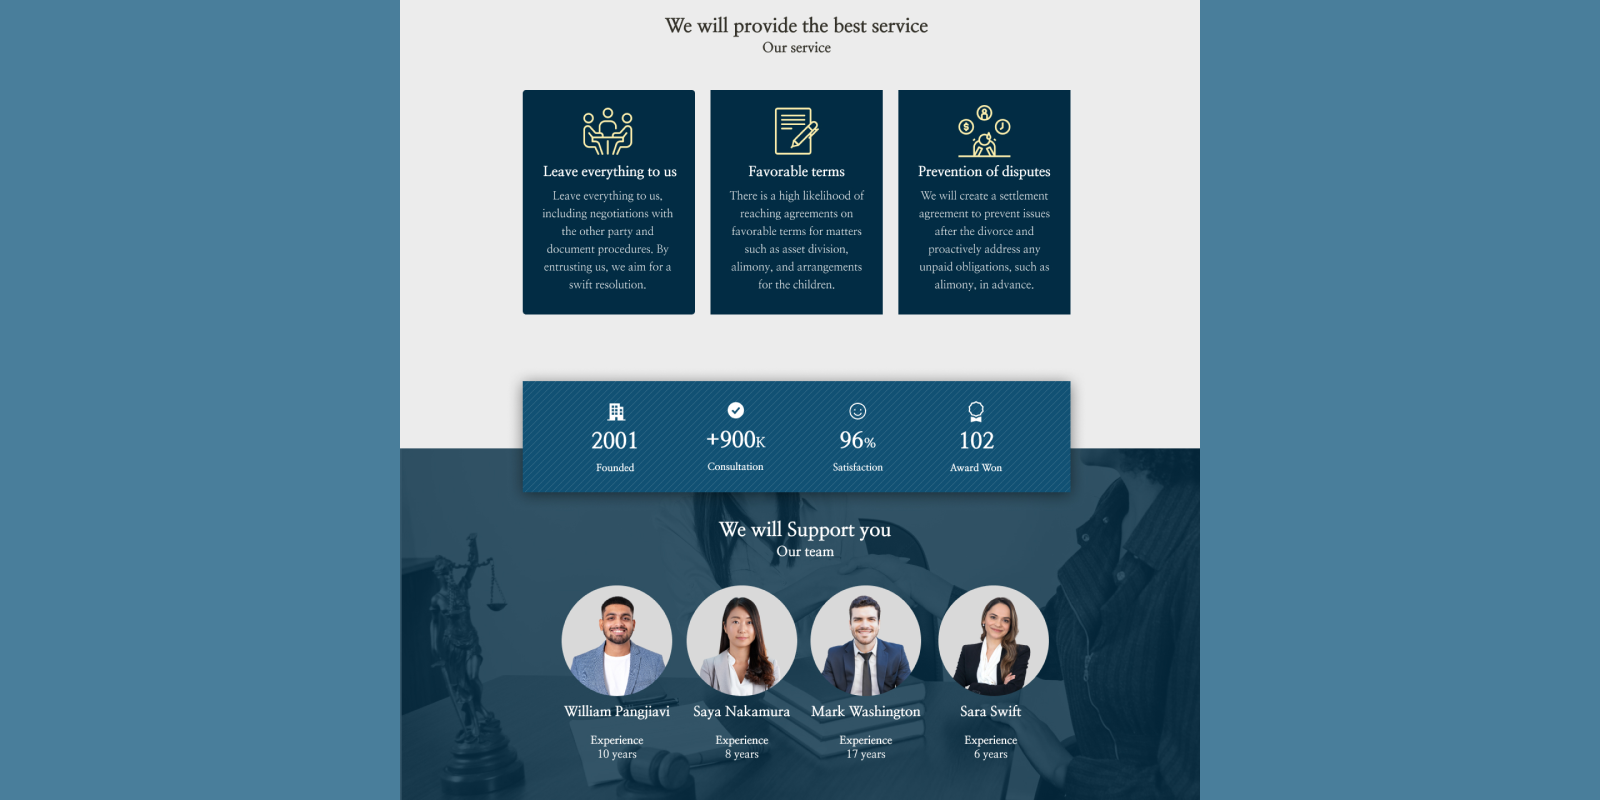 We will provide the best service
Our service
Leave everything to us
Leave everything to us,
including negotiations with
the other party and
document procedures. By
entrusting us, we aim for a
swift resolution.
Favorable terms
There is a high likelihood of
reaching agreements on
favorable terms for matters
such as asset division,
alimony, and arrangements
for the children.
Prevention of disputes
We will create a settlement
agreement to prevent issues
after the divorce and
proactively address any
unpaid obligations, such as
alimony, in advance.
2001
Founded
+900K
Consultation
96%
Satisfaction
102
Award Won
We will Support you
Our team
William Pangjiavi
Experience
10 years
Saya Nakamura
Experience
8 years
Mark Washington
Experience
17 years
Sara Swift
Experience
6 years